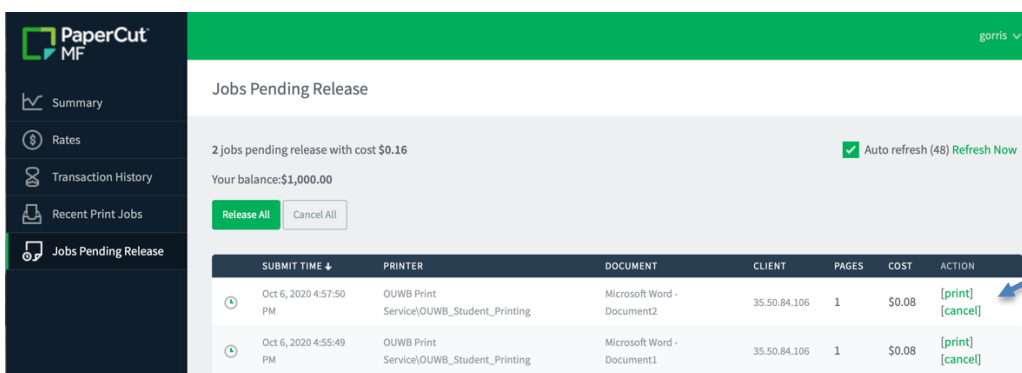 PaperCut
MF
gorris
Summary
Rates
Transaction History
Recent Print Jobs
Jobs Pending Release
Jobs Pending Release
2 jobs pending release with cost $0.16
Auto refresh (48) Refresh Now
Your balance:$1,000.00
Release All Cancel All
SUBMIT TIME PRINTER DOCUMENT CLIENT PAGES COST ACTION
Oct 6, 2020 4:57:50 OUWB Print Microsoft Word - 35.50.84.106 1 $0.08 [print]
PM Service\OUWB_Student_Printing Document2 [cancel]
Oct 6, 2020 4:55:49 OUWB Print Microsoft Word - 35.50.84.106 1 $0.08 [print]
PM Service\OUWB_Student_Printing Document1 [cancel]